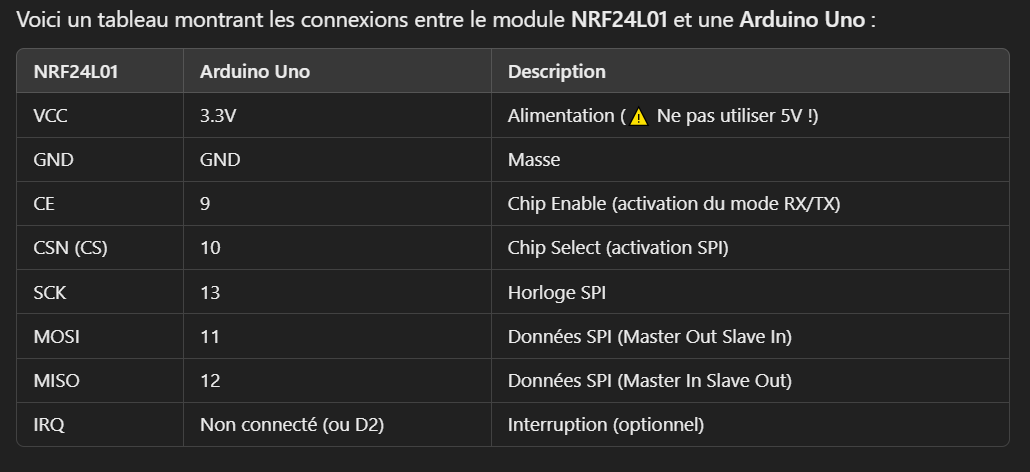 Voici un tableau montrant les connexions entre le module NRF24L01 et une Arduino Uno :
NRF24L01 Arduino Uno Description
VCC 3.3V Alimentation (⚠️ Ne pas utiliser 5V !)
GND GND Masse
CE 9 Chip Enable (activation du mode RX/TX)
CSN (CS) 10 Chip Select (activation SPI)
SCK 13 Horloge SPI
MOSI 11 Données SPI (Master Out Slave In)
MISO 12 Données SPI (Master In Slave Out)
IRQ Non connecté (ou D2) Interruption (optionnel)